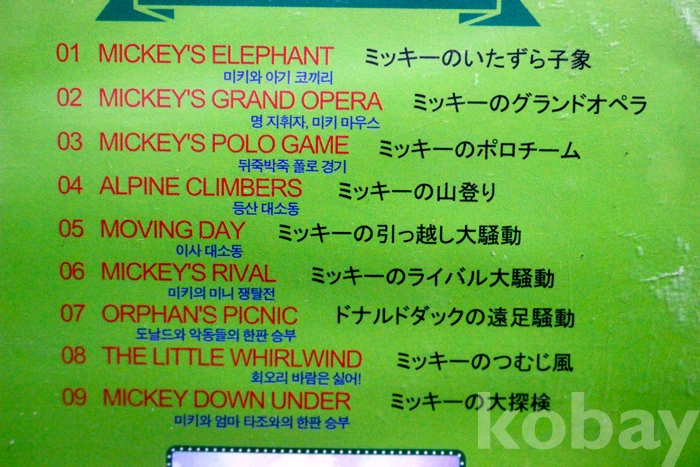 01 MICKEY'S ELEPHANT ミッキーのいたずら子象
미키와 아기 코끼리
02 MICKEY'S GRAND OPERA ミッキーのグランドオペラ
명 지휘자, 미키 마우스
03 MICKEY'S POLO GAME ミッキーのポロチーム
뒤죽박죽 폴로 경기
04 ALPINE CLIMBERS ミッキーの山登り
등산 대소동
05 MOVING DAY ミッキーの引っ越し大騒動
이사 대소동
06 MICKEY'S RIVAL ミッキーのライバル大騒動
미키의 미니 쟁탈전
07 ORPHAN'S PICNIC ドナルドダックの遠足騒動
도날드와 악동들의 한판 승부
08 THE LITTLE WHIRLWIND ミッキーのつむじ風
회오리 바람은 싫어!
09 MICKEY DOWN UNDER ミッキーの大探検
미키와 엄마 타조와의 한판 승부
kobay